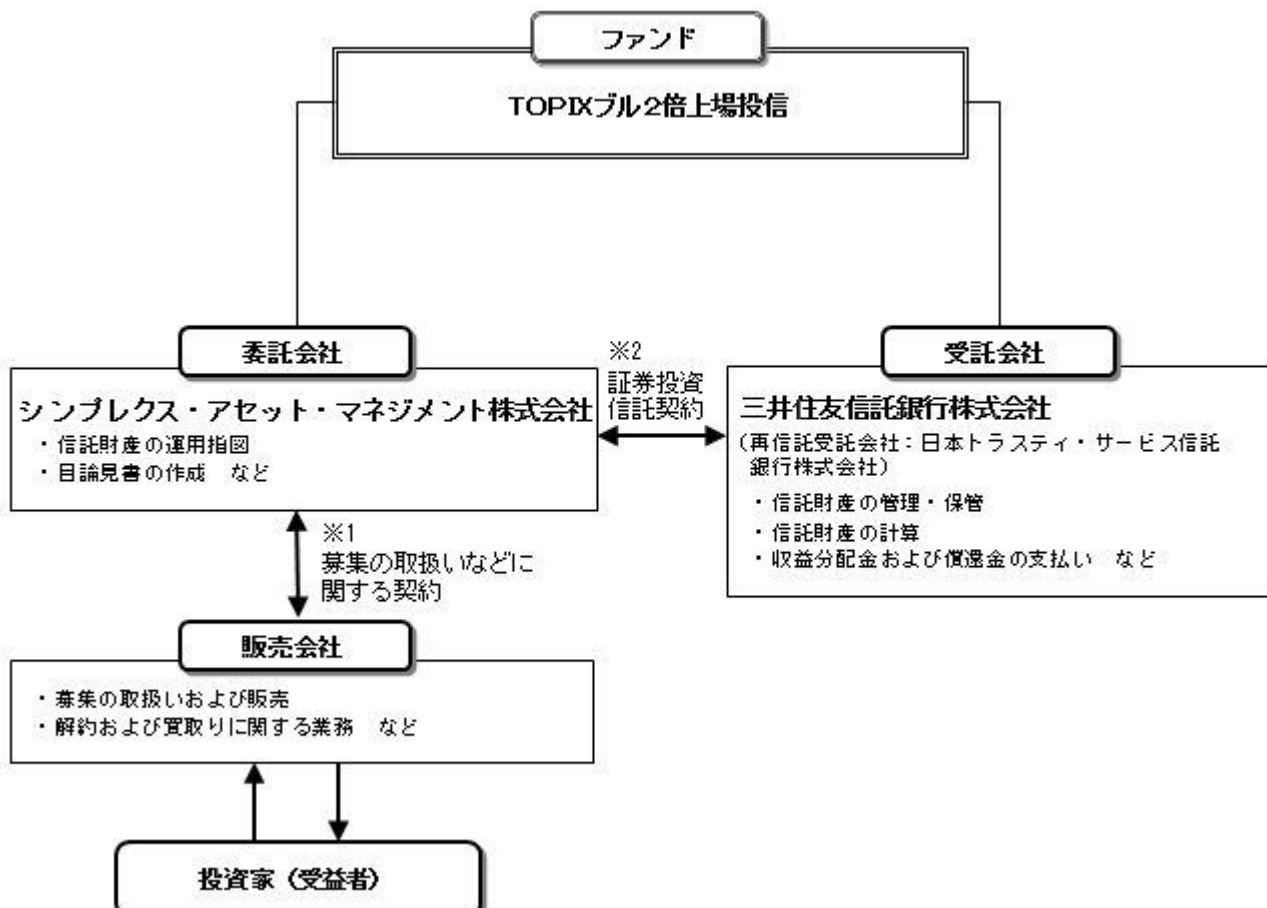 ファンド
TOPIXブル2倍上場投信
委託会社
シンプレクス・アセット・マネジメント株式会社
・信託財産の運用指図
・目論見書の作成 など
※2
証券投資
信託契約
受託会社
三井住友信託銀行株式会社
(再信託受託会社:日本トラスティ・サービス信託
銀行株式会社)
・信託財産の管理・保管
・信託財産の計算
・収益分配金および償還金の支払い など
※1
募集の取扱いなどに
関する契約
販売会社
・募集の取扱いおよび販売
・解約および買取りに関する業務 など
投資家(受益者)